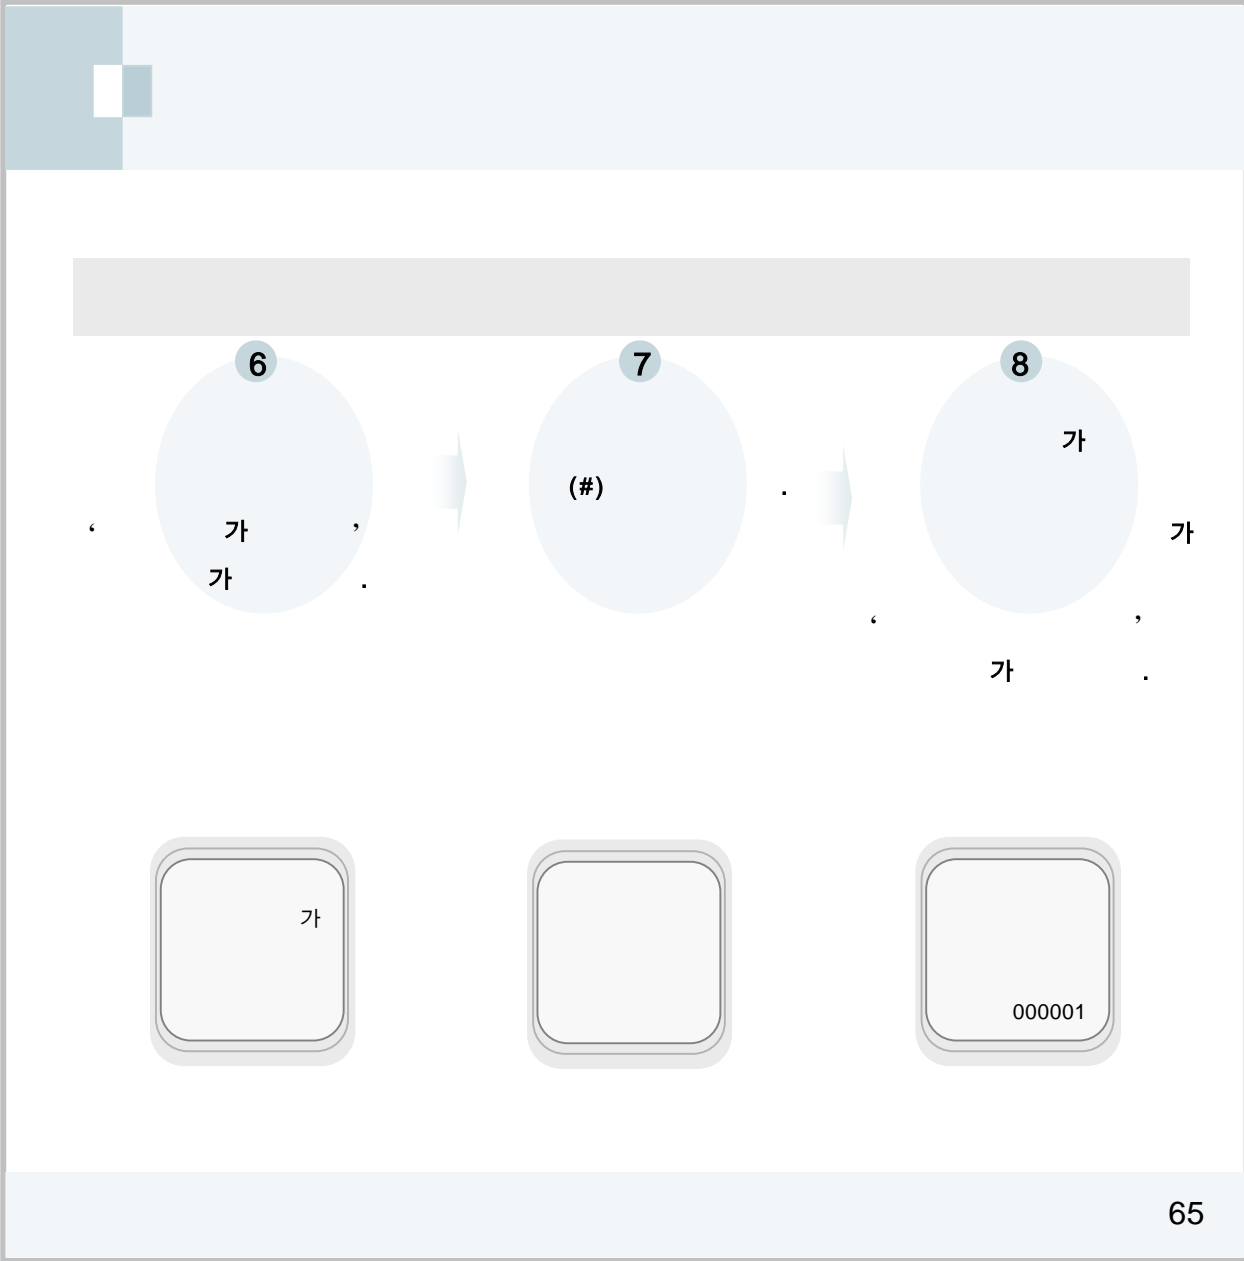 6
‘ 가 ’
가 .
7
(#) .
8
가
가
‘ ’
가 .
가
000001
65